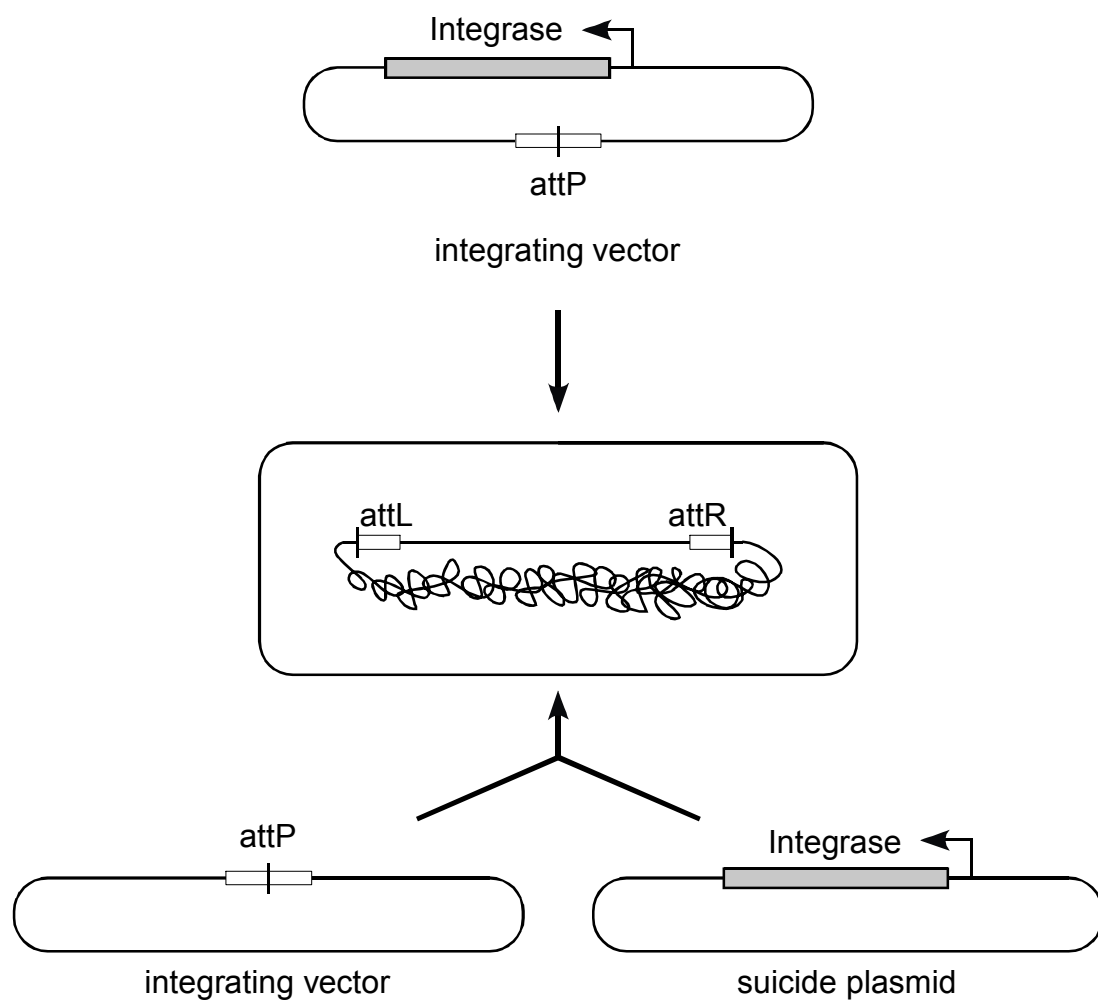 Integrase
attP
integrating vector
attL
attR
attP
Integrase
integrating vector
suicide plasmid